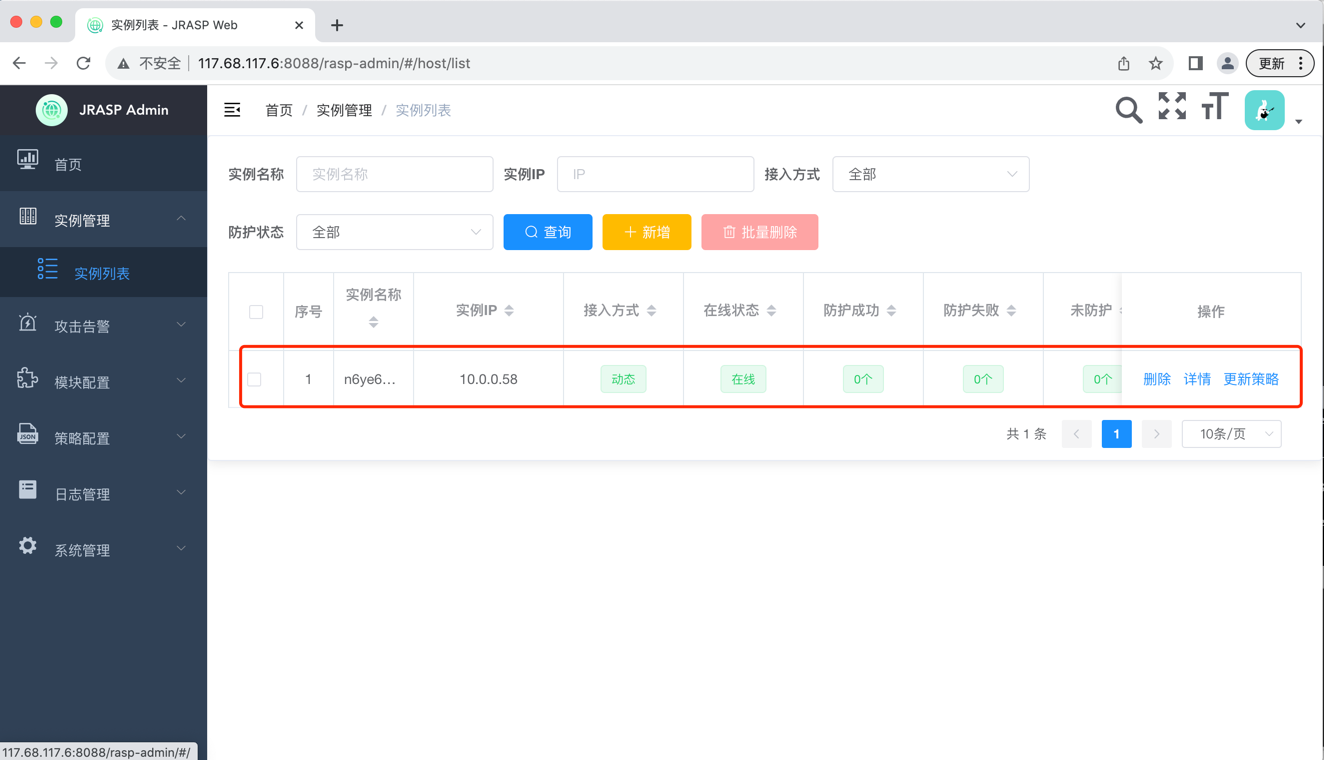 实例列表 - JRASP Web
不安全 117.68.117.6:8088/rasp-admin/#/host/list 更新
JRASP Admin
首页 / 实例管理 / 实例列表
首页
实例管理
实例列表
攻击告警
模块配置
JSON 策略配置
日志管理
系统管理
实例名称 实例名称 实例IP IP 接入方式 全部
防护状态 全部 查询 新增 批量删除
序号 实例名称 实例IP 接入方式 在线状态 防护成功 防护失败 未防护 操作
1 n6ye6... 10.0.0.58 动态 在线 0个 0个 0个 删除 详情 更新策略
共 1 条 1 10条/页
117.68.117.6:8088/rasp-admin/#/